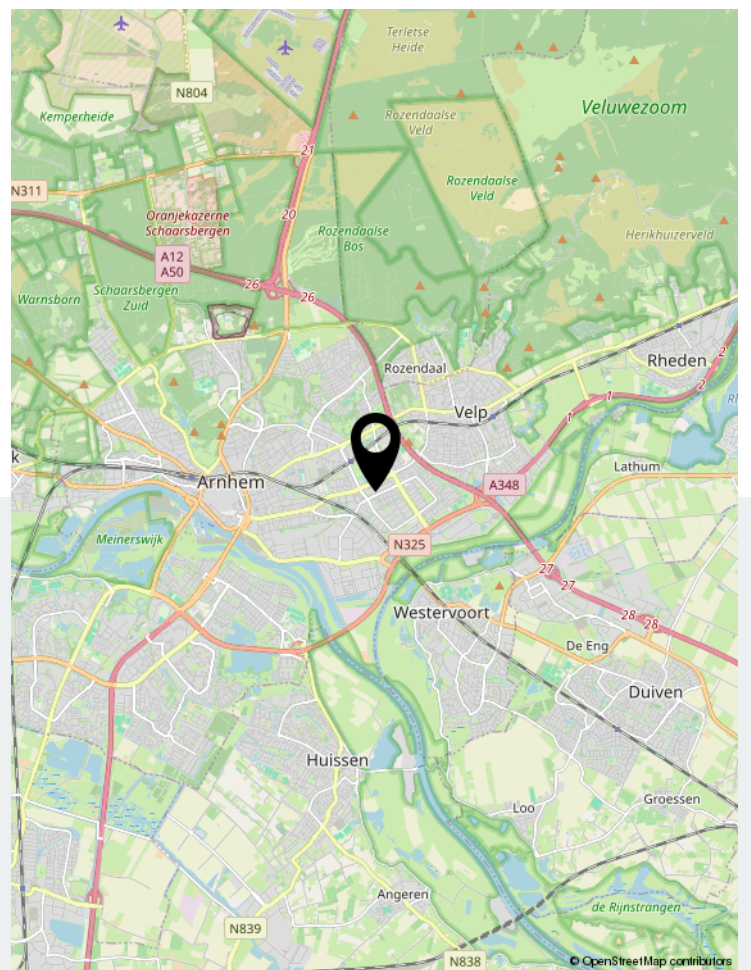 Terletse
Heide
N804
Kemperheide
Veluwezoom
Rozendaalse
Veld
21
N311
Rozendaalse
Veld
Oranjekazerne
Schaarsbergen
20
Rozendaalse
Bos
Herikhuizerveld
A12
A50
26
26
Schaarsbergen
Zuid
Warnsborn
Rheden
2
2
Rozendaal
Velp
1
1
k
Arnhem
Lathum
A348
Meinerswijk
N325
27
27
Westervoort
28
28
De Eng
Duiven
Huissen
Loo
Groessen
Angeren
de Rijnstrangen
N839
N838
© OpenStreetMap contributors